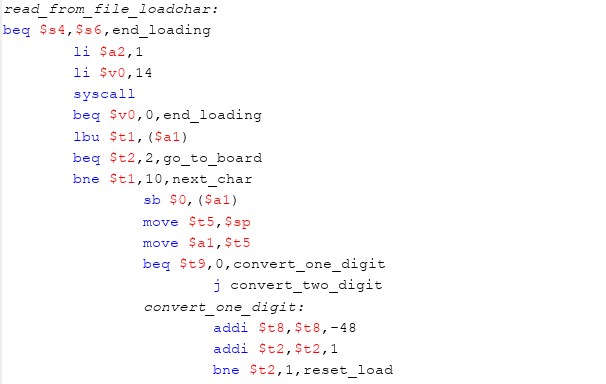 read_from_file_loadchar:
beq $s4,$s6,end_loading
li $a2,1
li $v0,14
syscall
beq $v0,0,end_loading
lbu $t1,($a1)
beq $t2,2,go_to_board
bne $t1,10,next_char
sb $0,($a1)
move $t5,$sp
move $a1,$t5
beq $t9,0,convert_one_digit
j convert_two_digit
convert_one_digit:
addi $t8,$t8,-48
addi $t2,$t2,1
bne $t2,1,reset_load